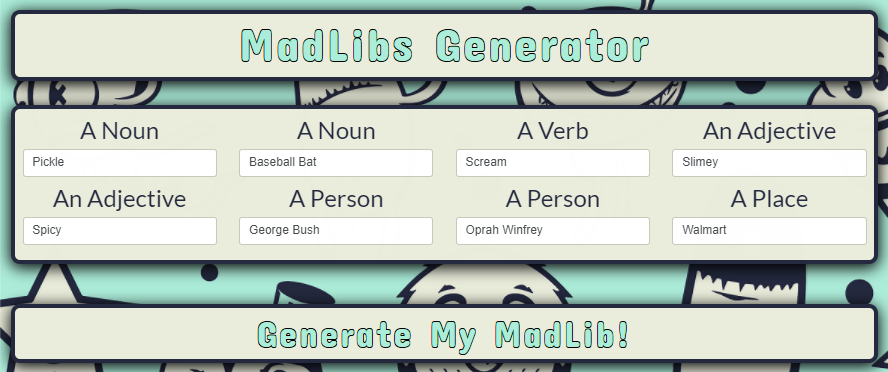 MadLibs Generator
A Noun A Noun A Verb An Adjective
Pickle Baseball Bat Scream Slimey
An Adjective A Person A Person A Place
Spicy George Bush Oprah Winfrey Walmart
Generate My MadLib!